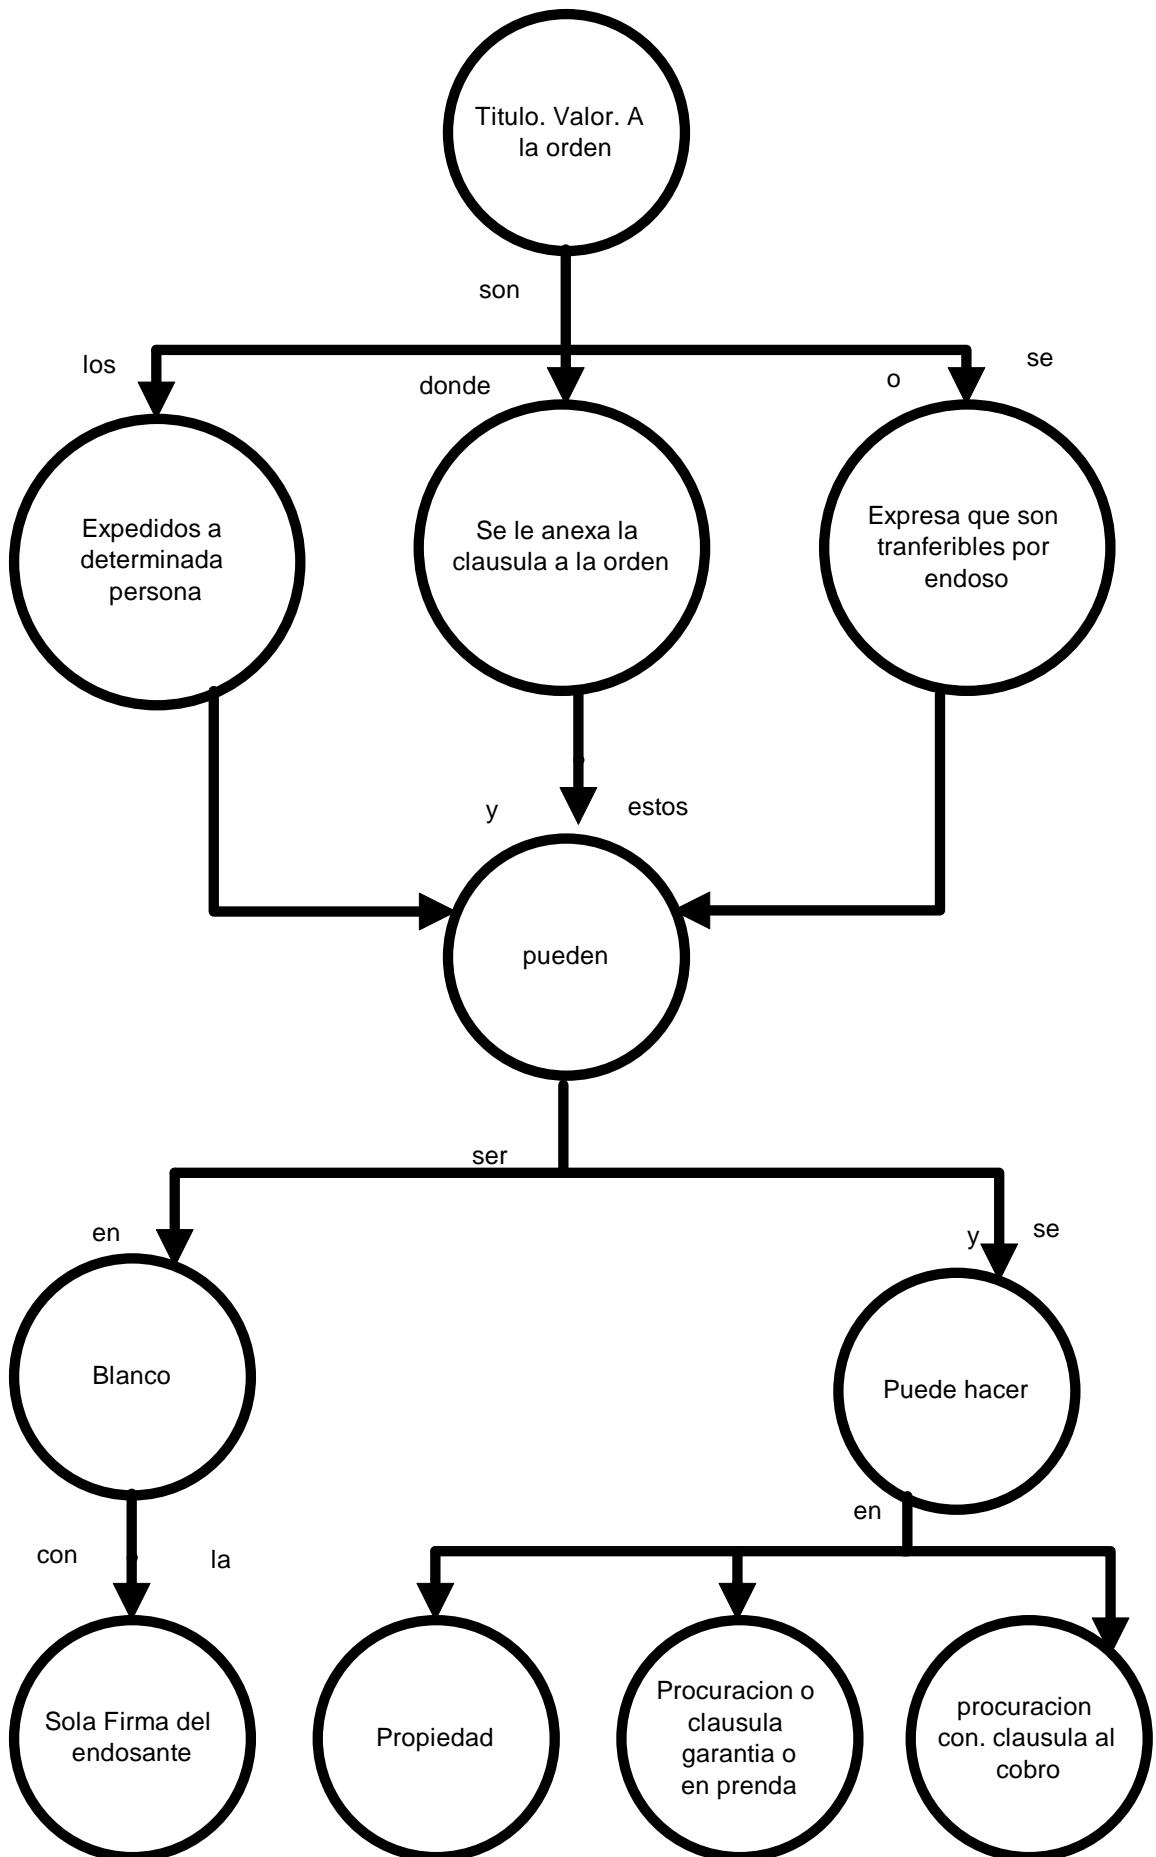 Titulo. Valor. A
la orden
son
los
donde
o
se
Expedidos a
determinada
persona
Se le anexa la
clausula a la orden
Expresa que son
tranferibles por
endoso
y
estos
pueden
ser
en
y
se
Blanco
Puede hacer
con
la
en
Sola Firma del
endosante
Propiedad
Procuracion o
clausula
garantia o
en prenda
procuracion
con. clausula al
cobro